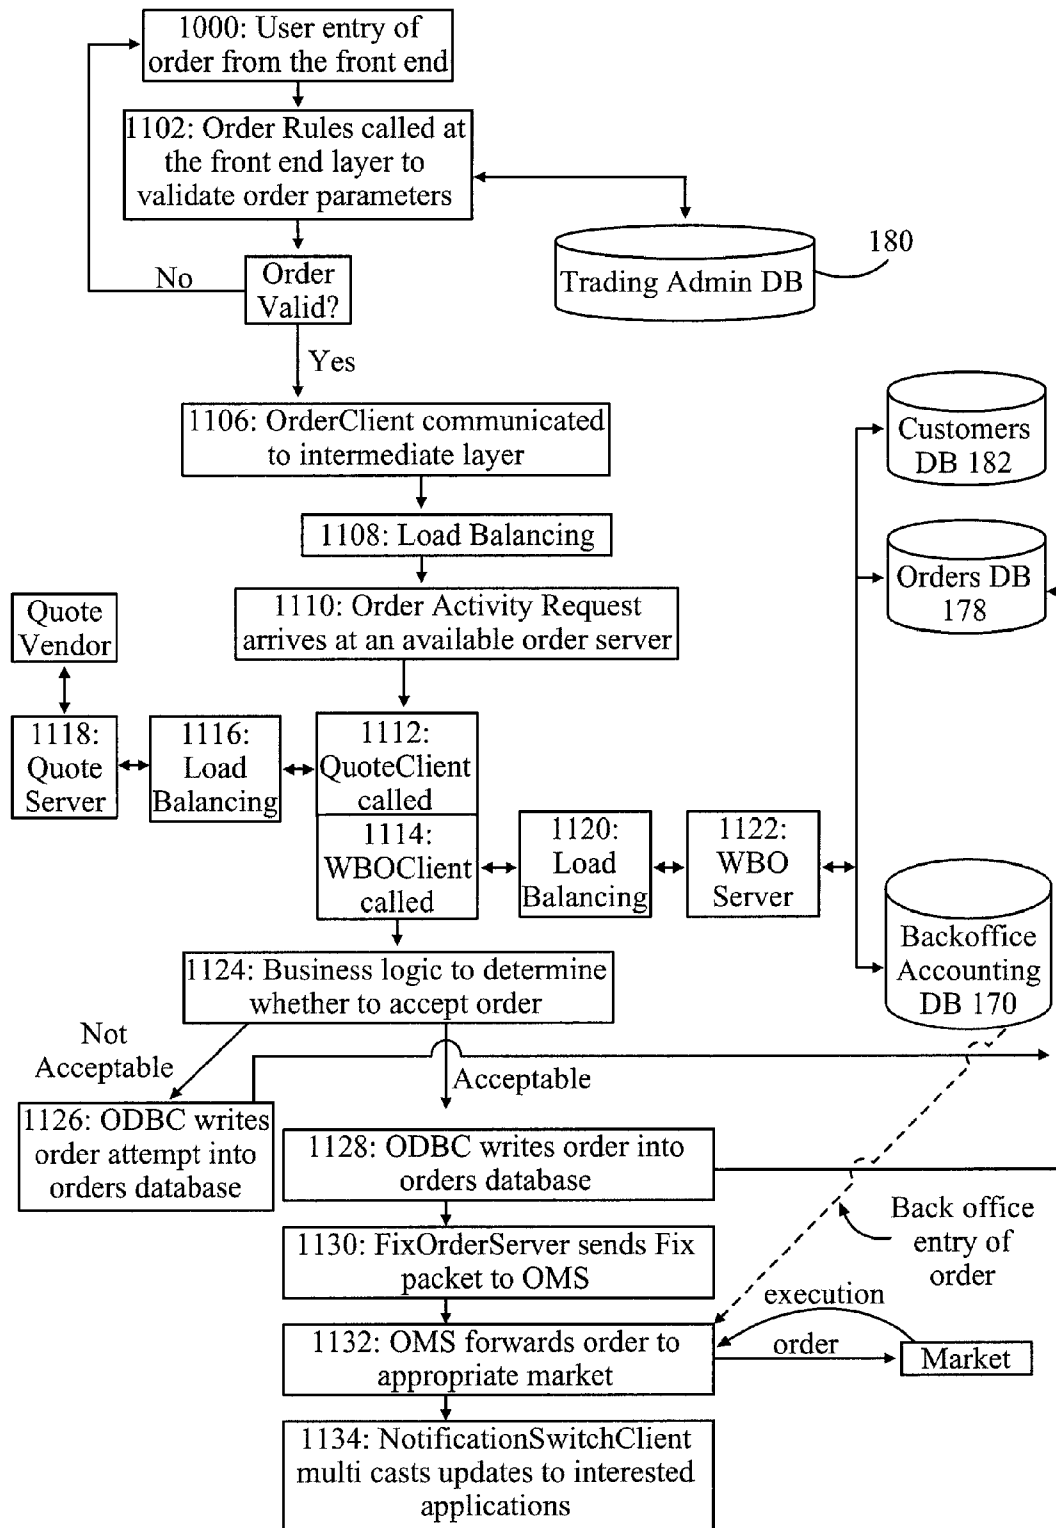 1000: User entry of
order from the front end
1102: Order Rules called at
the front end layer to
validate order parameters
180
Trading Admin DB
No
Order
Valid?
Yes
1106: OrderClient communicated
to intermediate layer
Customers
DB 182
1108: Load Balancing
Orders DB
178
1110: Order Activity Request
arrives at an available order server
Quote
Vendor
1118:
Quote
Server
1116:
Load
Balancing
1112:
QuoteClient
called
1114:
WBOClient
called
1120:
Load
Balancing
1122:
WBO
Server
Backoffice
Accounting
DB 170
1124: Business logic to determine
whether to accept order
Not
Acceptable
Acceptable
1126: ODBC writes
order attempt into
orders database
1128: ODBC writes order into
orders database
Back office
entry of
order
1130: FixOrderServer sends Fix
packet to OMS
execution
1132: OMS forwards order to
appropriate market
order
Market
1134: NotificationSwitchClient
multi casts updates to interested
applications